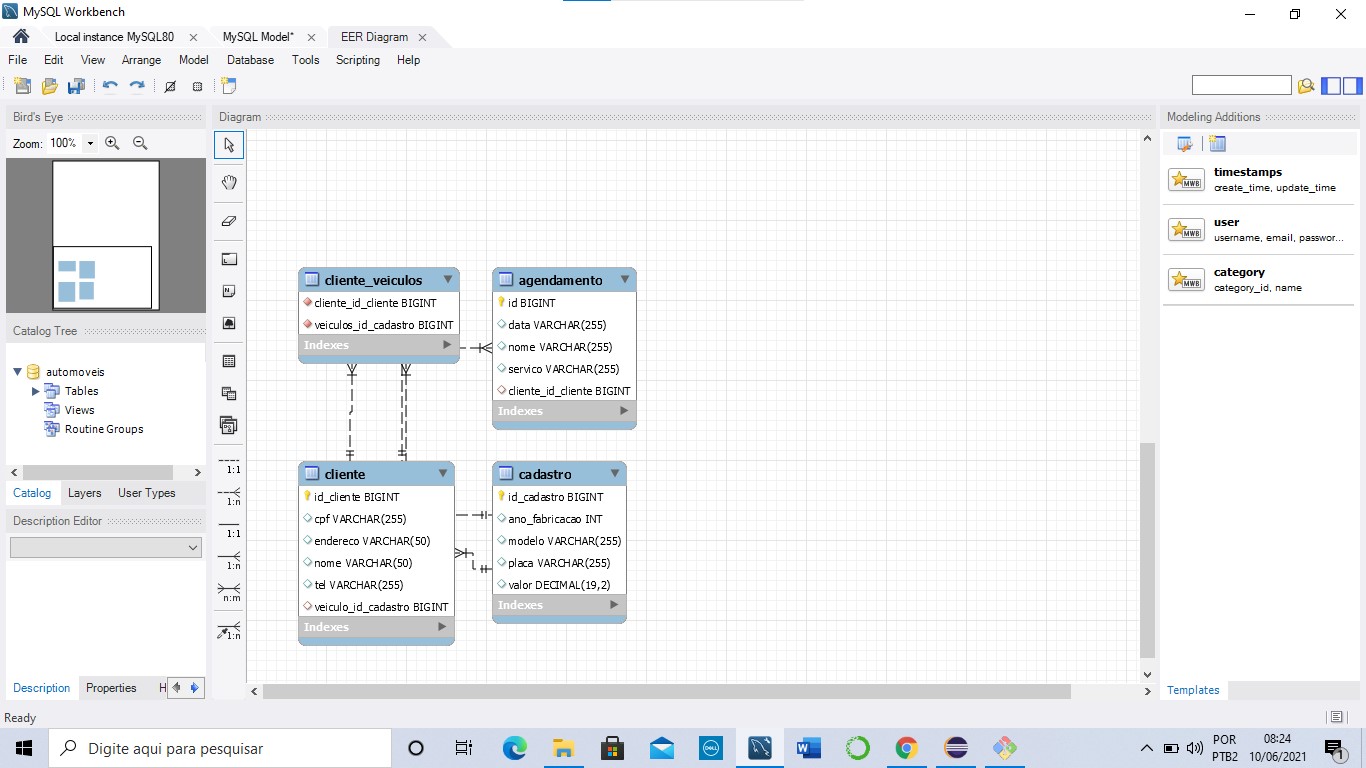 MySQL Workbench
Local instance MySQL80
MySQL Model*
EER Diagram
File Edit View Arrange Model Database Tools Scripting Help
Bird's Eye
Zoom: 100%
Catalog Tree
automoveis
Tables
Views
Routine Groups
Catalog Layers User Types
Description Editor
Description Properties H
Diagram
1:1
1:n
1:1
1:n
n:m
1:n
cliente_veiculos
cliente_id_cliente BIGINT
veiculos_id_cadastro BIGINT
Indexes
agendamento
id BIGINT
data VARCHAR(255)
nome VARCHAR(255)
servico VARCHAR(255)
cliente_id_cliente BIGINT
Indexes
cliente
id_cliente BIGINT
cpf VARCHAR(255)
endereco VARCHAR(50)
nome VARCHAR(50)
tel VARCHAR(255)
veiculo_id_cadastro BIGINT
Indexes
cadastro
id_cadastro BIGINT
ano_fabricacao INT
modelo VARCHAR(255)
placa VARCHAR(255)
valor DECIMAL(19,2)
Indexes
Modeling Additions
MWB
timestamps
create_time, update_time
MWB
user
username, email, passwor...
MWB
category
category_id, name
Templates
Ready
Digite aqui para pesquisar
DELL
W
POR
PTB2
08:24
10/06/2021
1